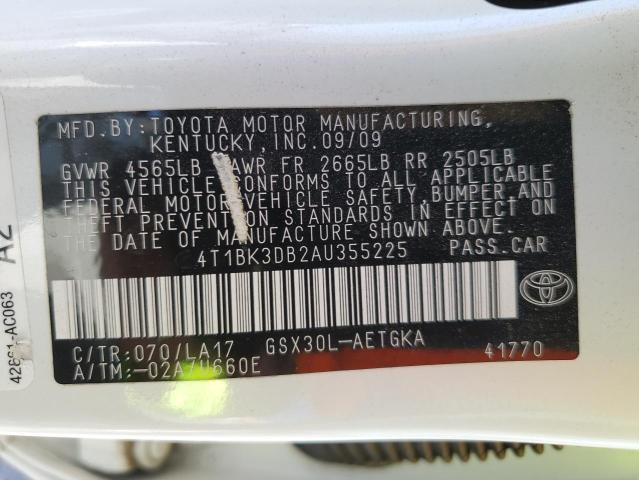 MFD.BY:TOYOTA MOTOR MANUFACTURING,
KENTUCKY,INC.09/09
GVWR 4565LB GAWR FR 2665LB RR 2505LB
THIS VEHICLE CONFORMS TO ALL APPLICABLE
FEDERAL MOTOR VEHICLE SAFETY,BUMPER,AND
THEFT PREVENTION STANDARDS IN EFFECT ON
THE DATE OF MANUFACTURE SHOWN ABOVE.
4T1BK3DB2AU355225 PASS.CAR
C/TR:070/LA17 GSX30L-AETGKA 41770
A/TM:-02A/U660E
A2